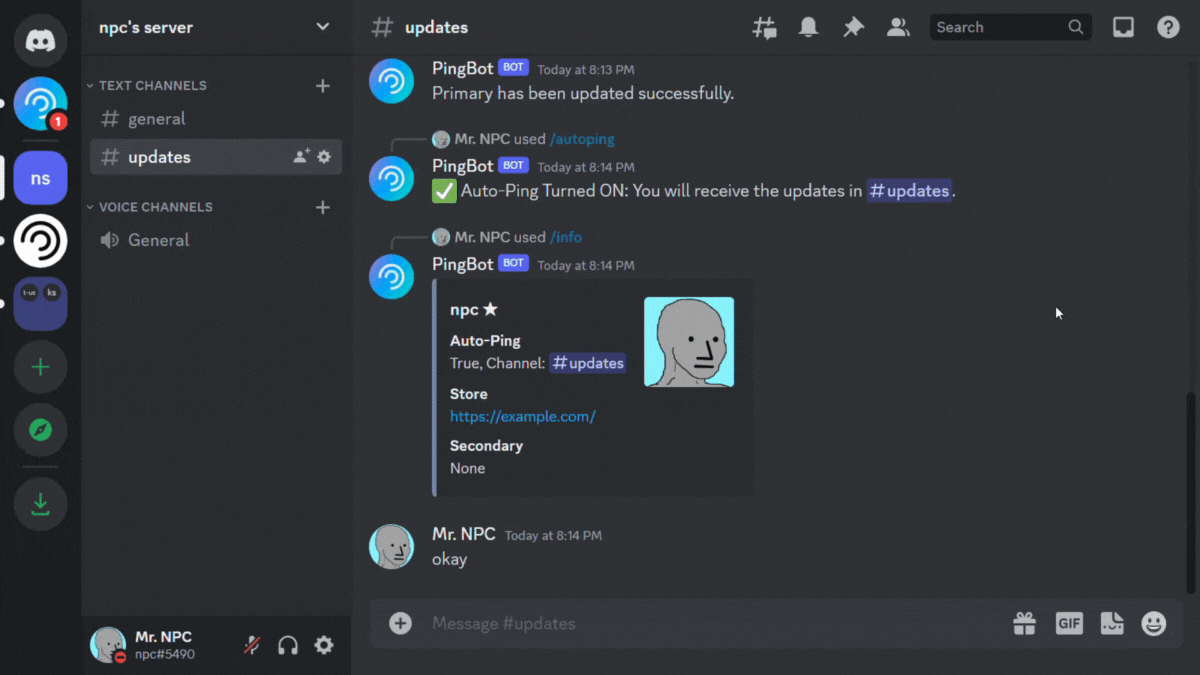 npc's server
# updates
Search
1
ns
t-us ks
TEXT CHANNELS
# general
# updates
VOICE CHANNELS
General
PingBot BOT Today at 8:13 PM
Primary has been updated successfully.
Mr. NPC used /autoping
PingBot BOT Today at 8:14 PM
Auto-Ping Turned ON: You will receive the updates in # updates.
Mr. NPC used /info
PingBot BOT Today at 8:14 PM
npc ★
Auto-Ping
True, Channel: # updates
Store
https://example.com/
Secondary
None
Mr. NPC Today at 8:14 PM
okay
Message #updates
GIF
Mr. NPC
npc#5490